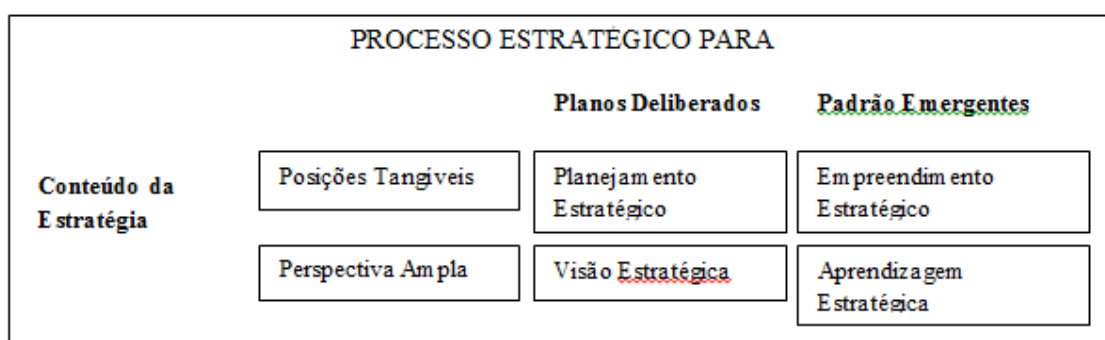 PROCESSO ESTRATÉGICO PARA
Planos Deliberados
Padrão Emergentes
Conteúdo da
Estratégia
Posições Tangíveis
Planejamento
Estratégico
Empreendimento
Estratégico
Perspectiva Ampla
Visão Estratégica
Aprendizagem
Estratégica